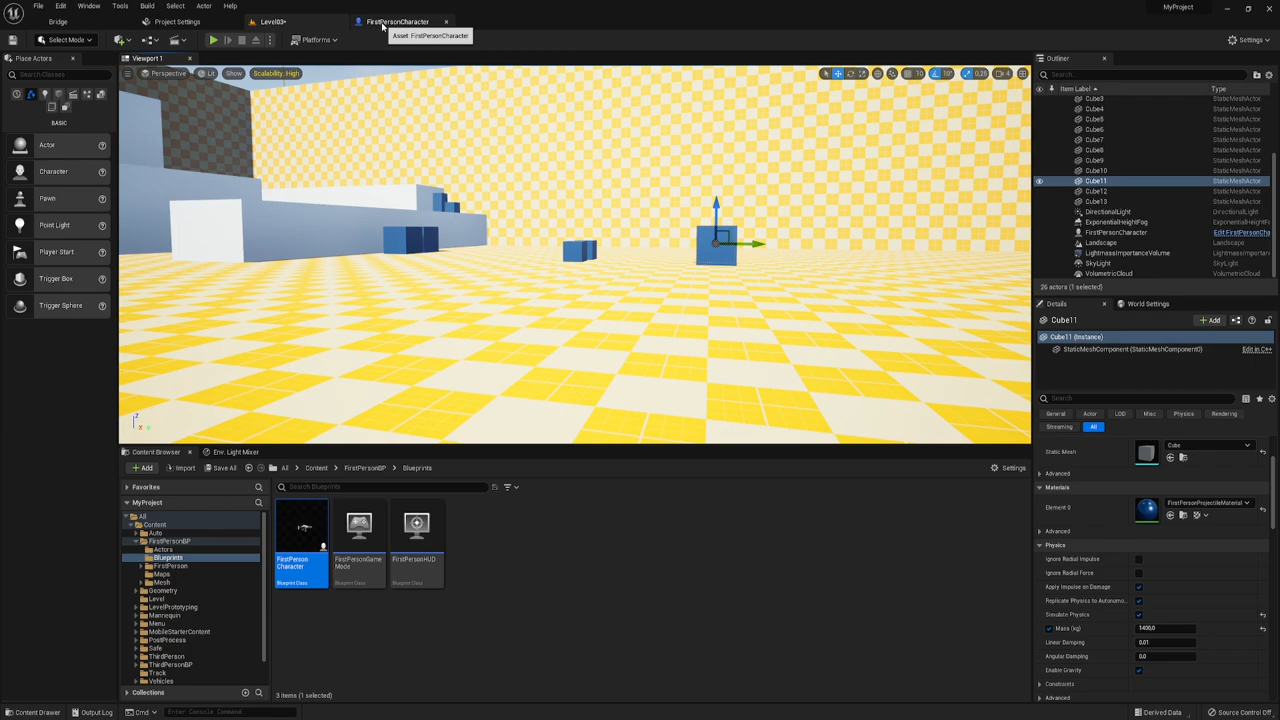 File Edit Window Tools Build Select Actor Help
MyProject
Bridge
Project Settings
Level03•
FirstPersonCharacter
Asset: FirstPersonCharacter
Select Mode
Platforms
Settings
Place Actors
Search Classes
BASIC
Actor
Character
Pawn
Point Light
Player Start
Trigger Box
Trigger Sphere
Viewport 1
Perspective
Lit
Show
Scalability: High
10
10°
0,25
4
Outliner
Search...
Item Label
Type
Cube3 StaticMeshActor
Cube4 StaticMeshActor
Cube5 StaticMeshActor
Cube6 StaticMeshActor
Cube7 StaticMeshActor
Cube8 StaticMeshActor
Cube9 StaticMeshActor
Cube10 StaticMeshActor
Cube11 StaticMeshActor
Cube12 StaticMeshActor
Cube13 StaticMeshActor
DirectionalLight DirectionalLight
ExponentialHeightFog ExponentialHeig
FirstPersonCharacter Edit FirstPersonCha
Landscape Landscape
LightmassImportanceVolume LightmassImportan
SkyLight SkyLight
VolumetricCloud VolumetricCloud
26 actors (1 selected)
Details
World Settings
Cube11
Add
Cube11 (Instance)
StaticMeshComponent (StaticMeshComponent0)
Edit in C++
Search
General Actor LOD Misc Physics Rendering
Streaming All
Static Mesh
Cube
Advanced
Materials
Element 0
FirstPersonProjectileMaterial
Advanced
Physics
Ignore Radial Impulse
Ignore Radial Force
Apply Impulse on Damage
Replicate Physics to Autonomo...
Simulate Physics
Mass (kg) 1400,0
Linear Damping 0,01
Angular Damping 0,0
Enable Gravity
Constraints
Advanced
Content Browser
Env. Light Mixer
Add
Import
Save All
All
Content
FirstPersonBP
Blueprints
Settings
Favorites
MyProject
All
Content
Auto
FirstPersonBP
Actors
Blueprints
FirstPerson
Maps
Mesh
Geometry
Level
LevelPrototyping
Mannequin
Menu
MobileStarterContent
PostProcess
Safe
ThirdPerson
ThirdPersonBP
Track
Vehicles
Collections
Search Blueprints
FirstPerson
Character
Blueprint Class
FirstPersonGame
Mode
Blueprint Class
FirstPersonHUD
Blueprint Class
3 items (1 selected)
Content Drawer
Output Log
Cmd
Enter Console Command
Derived Data
Source Control Off